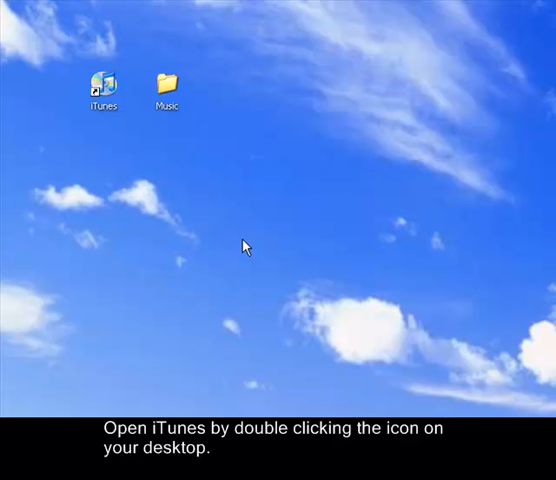 iTunes
Music
Open iTunes by double clicking the icon on
your desktop.